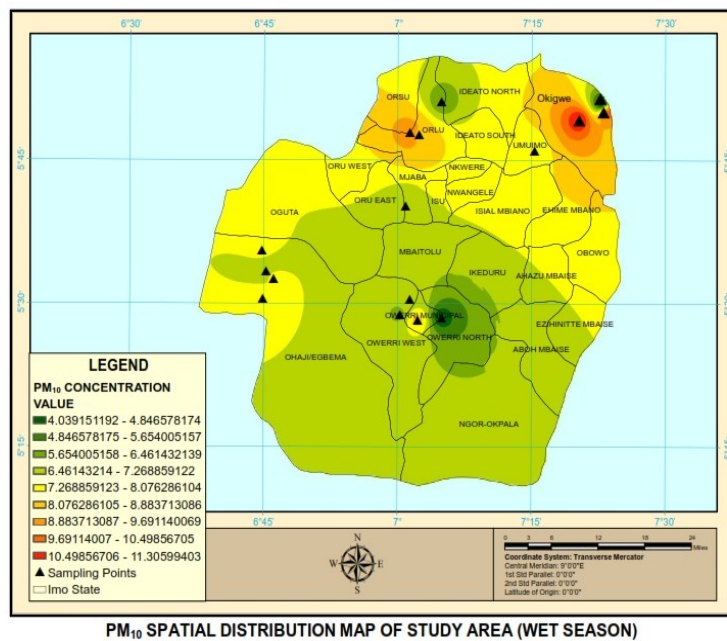 6°30' 6°45' 7° 7°15' 7°30'
ORSU
IDEATO NORTH
Okigwe
ORLU
IDEATO SOUTH
UMUIMO
5°45' 5°45'
ORU WEST
NKWERE
MJABA
NWANGELE
ORU EAST
ISU
OGUTA
ISIAL MBIANO
EHIME MBANO
MBAITOLU
OBOWO
IKEDURU
AHAZU MBAISE
5°30' 5°30'
OWERRI MUNICIPAL
EZIHINITTE MBAISE
OWERRI NORTH
OWERRI WEST
ABOH MBAISE
OHAJI/EGBEMA
NGOR-OKPALA
5°15' 5°15'
LEGEND
PM₁₀ CONCENTRATION
VALUE
4.039151192 - 4.846578174
4.846578175 - 5.654005157
5.654005158 - 6.461432139
6.46143214 - 7.268859122
7.268859123 - 8.076286104
8.076286105 - 8.883713086
8.883713087 - 9.691140069
9.69114007 - 10.49856705
10.49856706 - 11.30599403
Sampling Points
Imo State
6°45' 7° 7°15' 7°30'
N
W E
S
0 3 6 12 18 24
Miles
Coordinate System: Transverse Mercator
Central Meridian: 9°0'0"E
1st Std Parallel: 0°0'0"
2nd Std Parallel: 0°0'0"
Latitude of Origin: 0°0'0"
PM₁₀ SPATIAL DISTRIBUTION MAP OF STUDY AREA (WET SEASON)